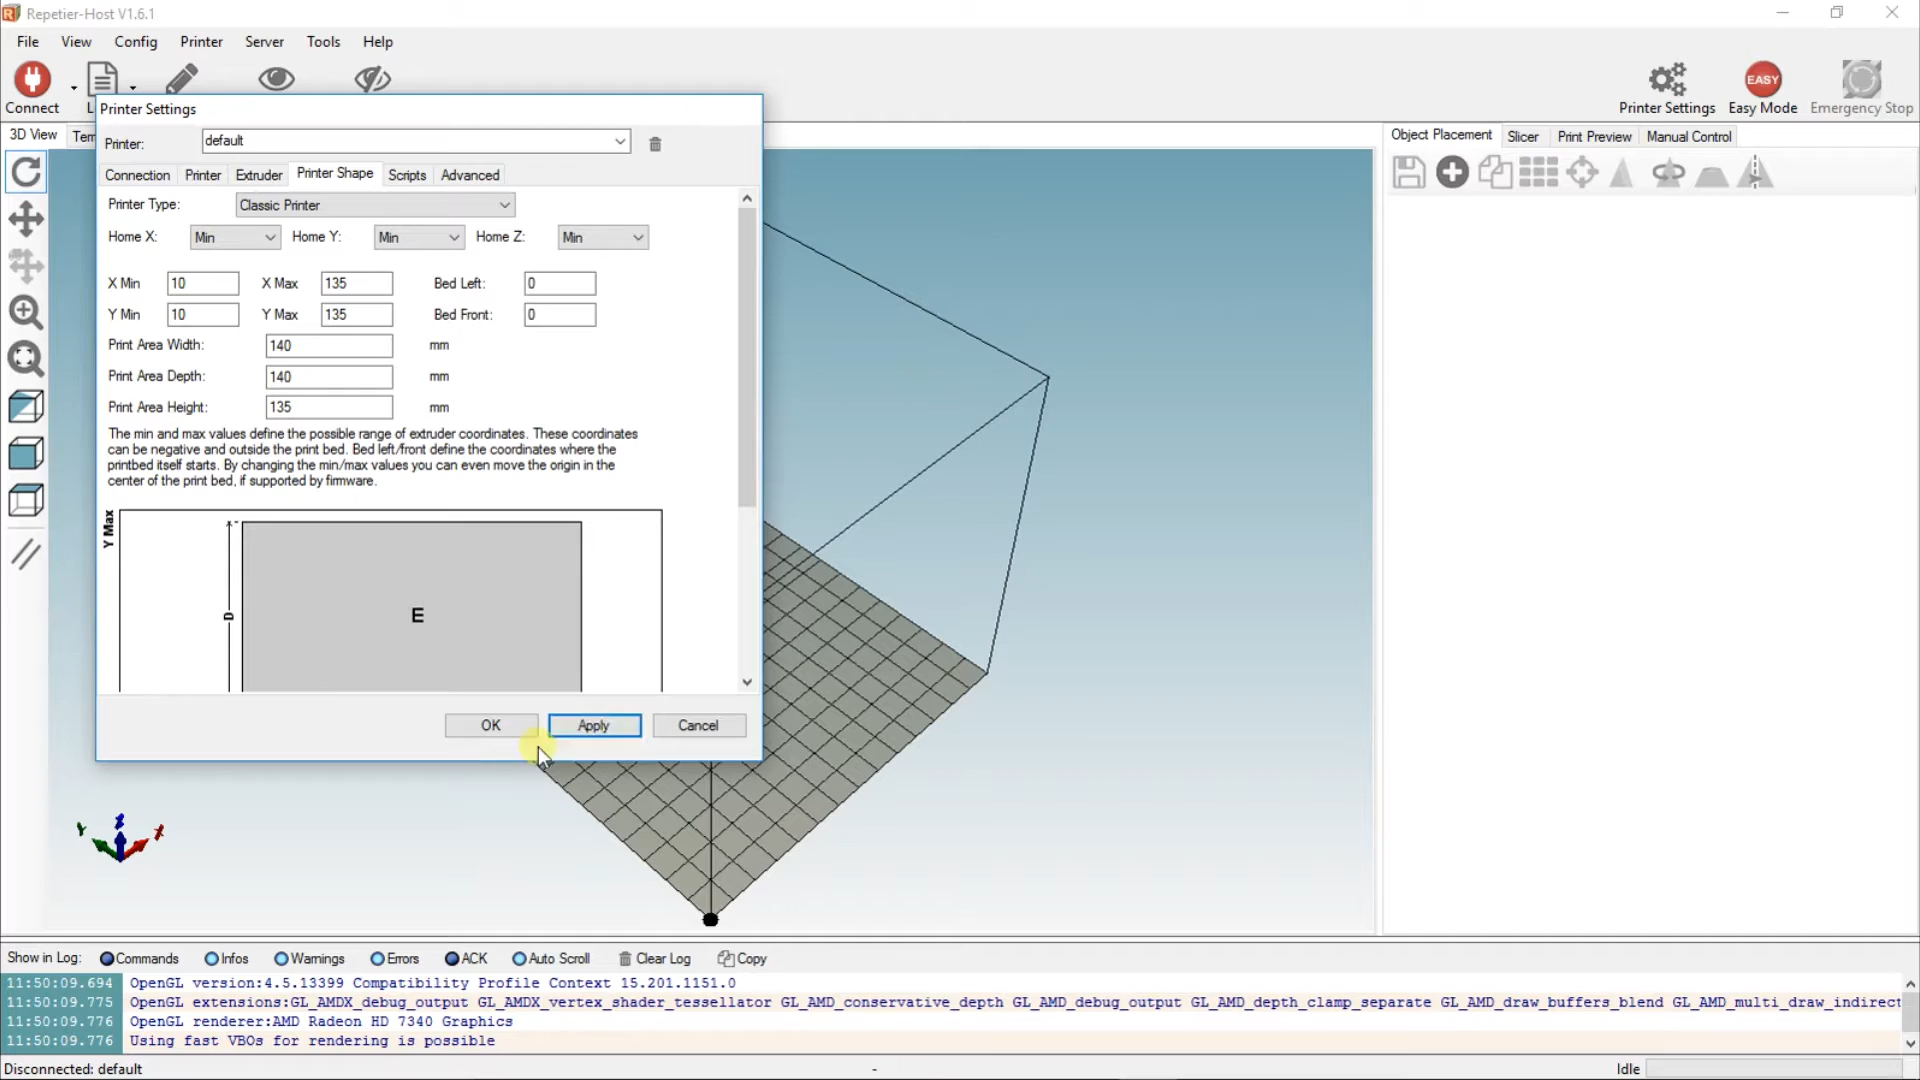 Repetier-Host V1.6.1
File View Config Printer Server Tools Help
Connect
Printer Settings Easy Mode Emergency Stop
EASY
3D View
Object Placement Slicer Print Preview Manual Control
Printer Settings
Printer: default
Connection Printer Extruder Printer Shape Scripts Advanced
Printer Type: Classic Printer
Home X: Min Home Y: Min Home Z: Min
X Min 10 X Max 135 Bed Left: 0
Y Min 10 Y Max 135 Bed Front: 0
Print Area Width: 140 mm
Print Area Depth: 140 mm
Print Area Height: 135 mm
The min and max values define the possible range of extruder coordinates. These coordinates
can be negative and outside the print bed. Bed left/front define the coordinates where the
printbed itself starts. By changing the min/max values you can even move the origin in the
center of the print bed, if supported by firmware.
Y Max
D
E
OK Apply Cancel
Y Z X
Show in Log: Commands Infos Warnings Errors ACK Auto Scroll Clear Log Copy
11:50:09.694 OpenGL version:4.5.13399 Compatibility Profile Context 15.201.1151.0
11:50:09.775 OpenGL extensions:GL_AMDX_debug_output GL_AMDX_vertex_shader_tessellator GL_AMD_conservative_depth GL_AMD_debug_output GL_AMD_depth_clamp_separate GL_AMD_draw_buffers_blend GL_AMD_multi_draw_indirect
11:50:09.776 OpenGL renderer:AMD Radeon HD 7340 Graphics
11:50:09.776 Using fast VBOs for rendering is possible
Disconnected: default - Idle